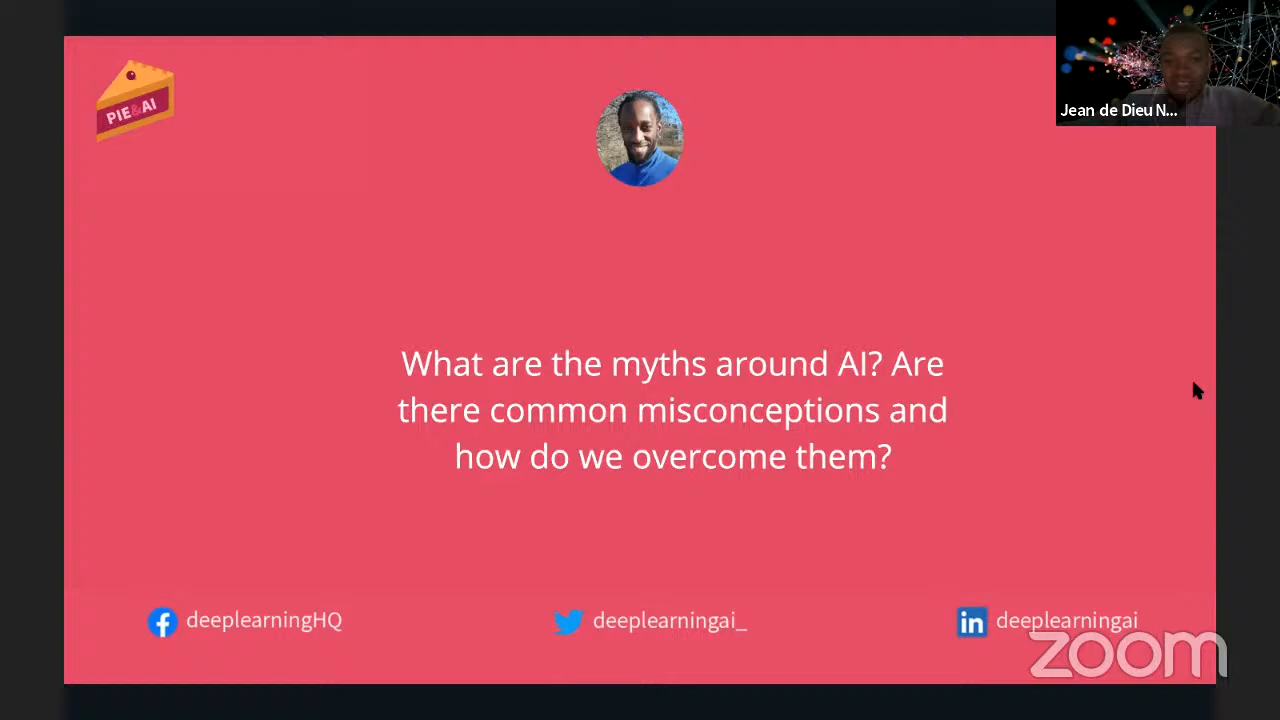 PIE&AI
Jean de Dieu N...
What are the myths around AI? Are
there common misconceptions and
how do we overcome them?
deeplearningHQ
deeplearningai_
deeplearningai
zoom